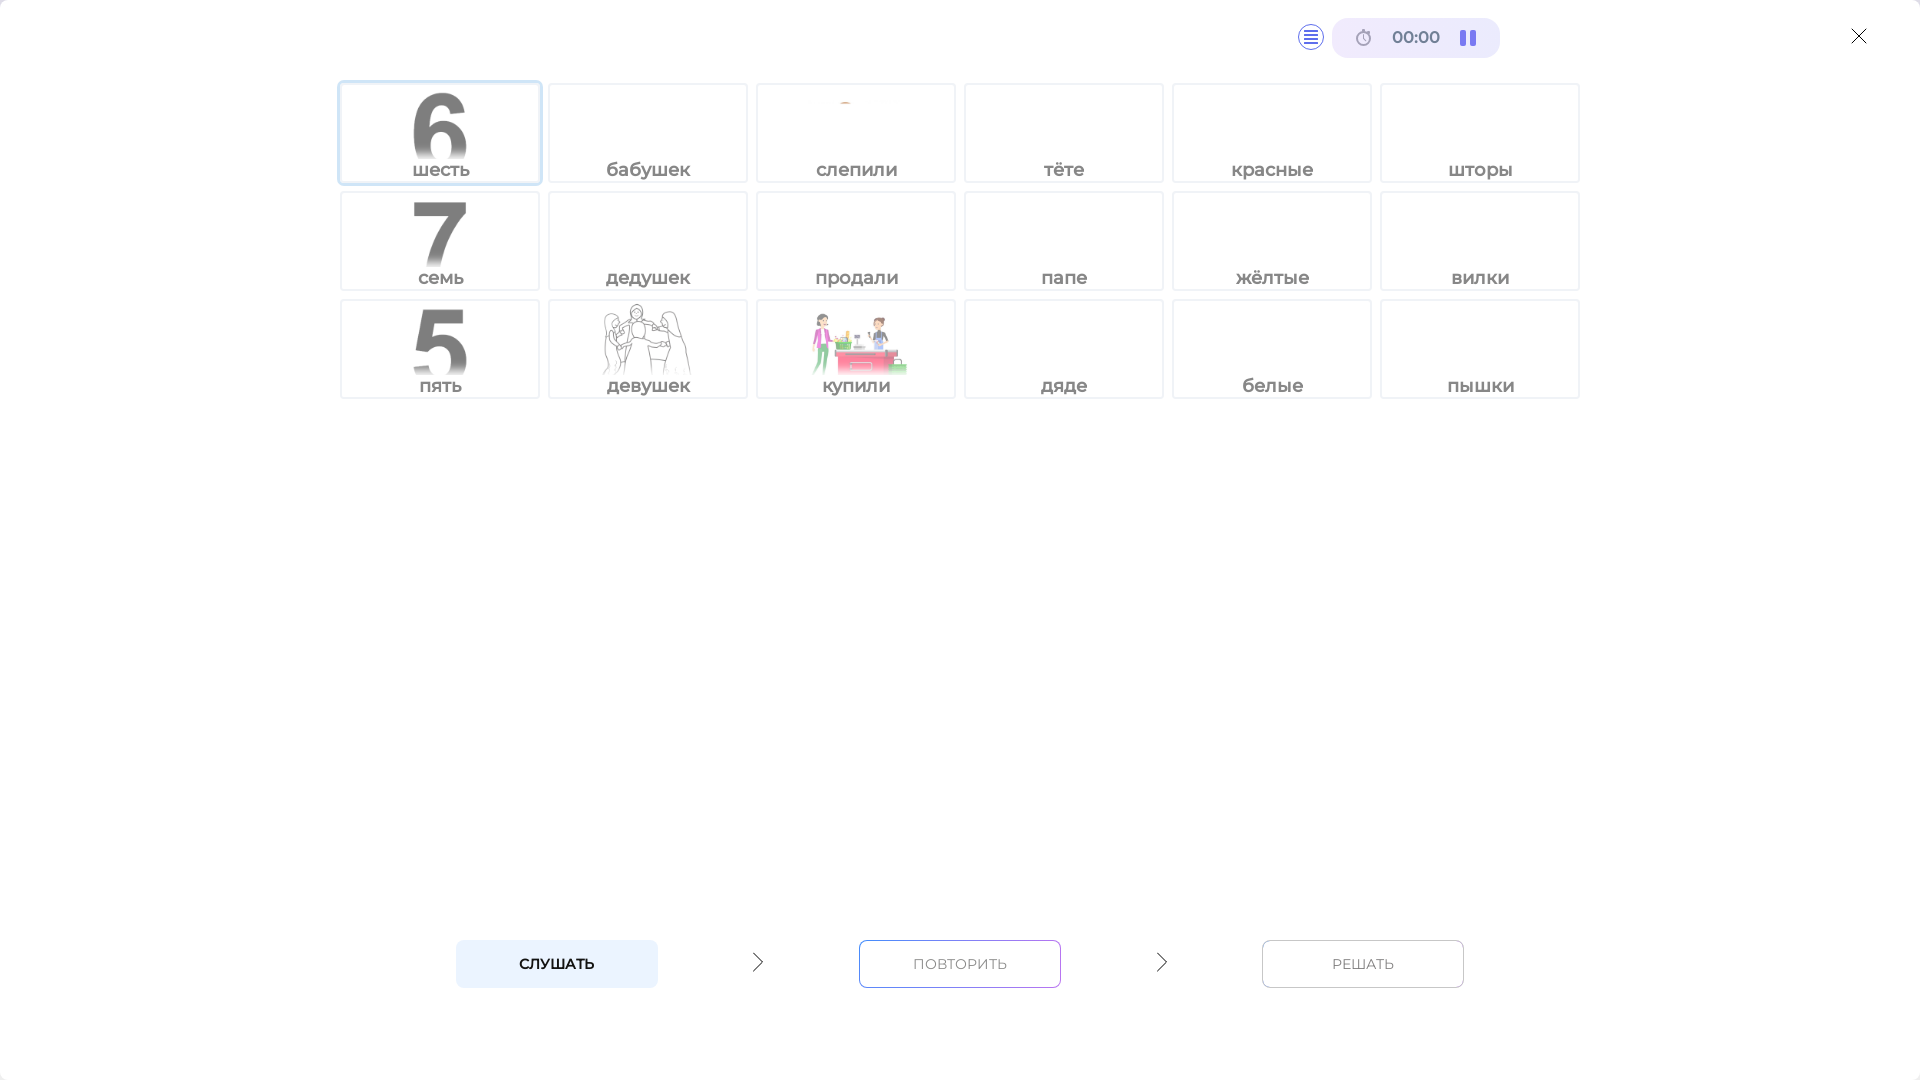 00:00
6
шесть
бабушек
слепили
тёте
красные
шторы
7
семь
дедушек
продали
папе
жёлтые
вилки
5
пять
девушек
купили
дяде
белые
пышки
СЛУШАТЬ
ПОВТОРИТЬ
РЕШАТЬ